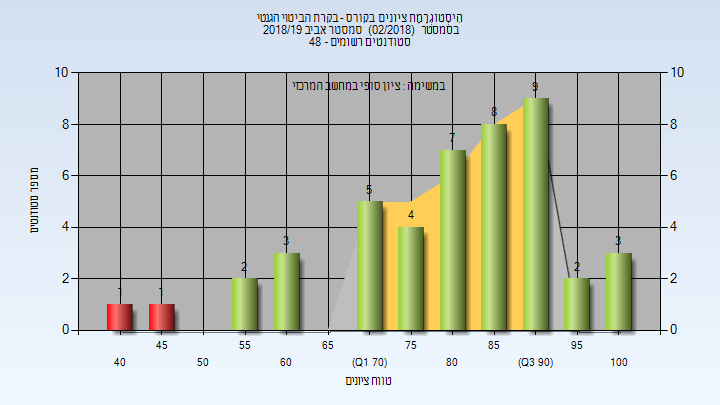 הִיסְטוֹגְרַמַת ציונים בקורס - בקרת הביטוי הגנטי
בסמסטר (02/2018) סמסטר אביב 2018/19
סטודנטים רשומים - 48
במשימה : ציון סופי במחשב המרכזי
מספר סטודנטים
10 10
8 8
6 6
4 4
2 2
0 0
1 1 2 3 5 4 7 8 9 2 3
45 55 65 75 85 95
40 50 60 (Q1 70) 80 (Q3 90) 100
טווח ציונים